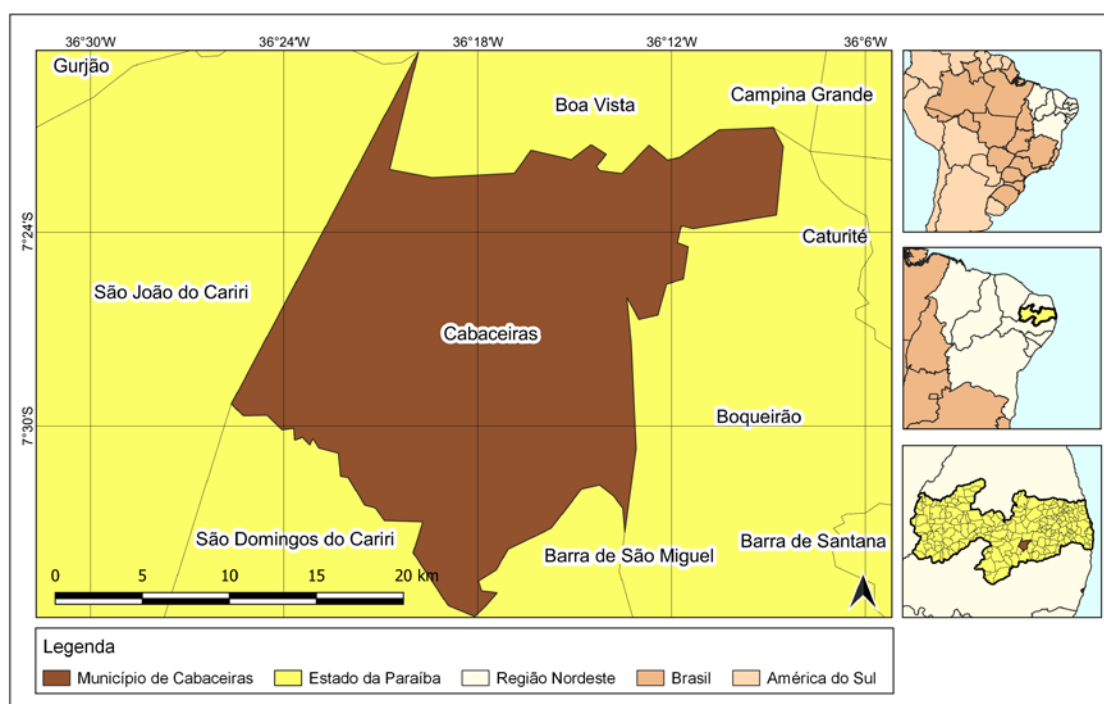 36°30'W 36°24'W 36°18'W 36°12'W 36°6'W
Gurjão
Boa Vista
Campina Grande
7°24'S
Caturité
São João do Cariri
Cabaceiras
7°30'S
Boqueirão
São Domingos do Cariri
Barra de São Miguel
Barra de Santana
0 5 10 15 20 km
Legenda
Município de Cabaceiras Estado da Paraíba Região Nordeste Brasil América do Sul